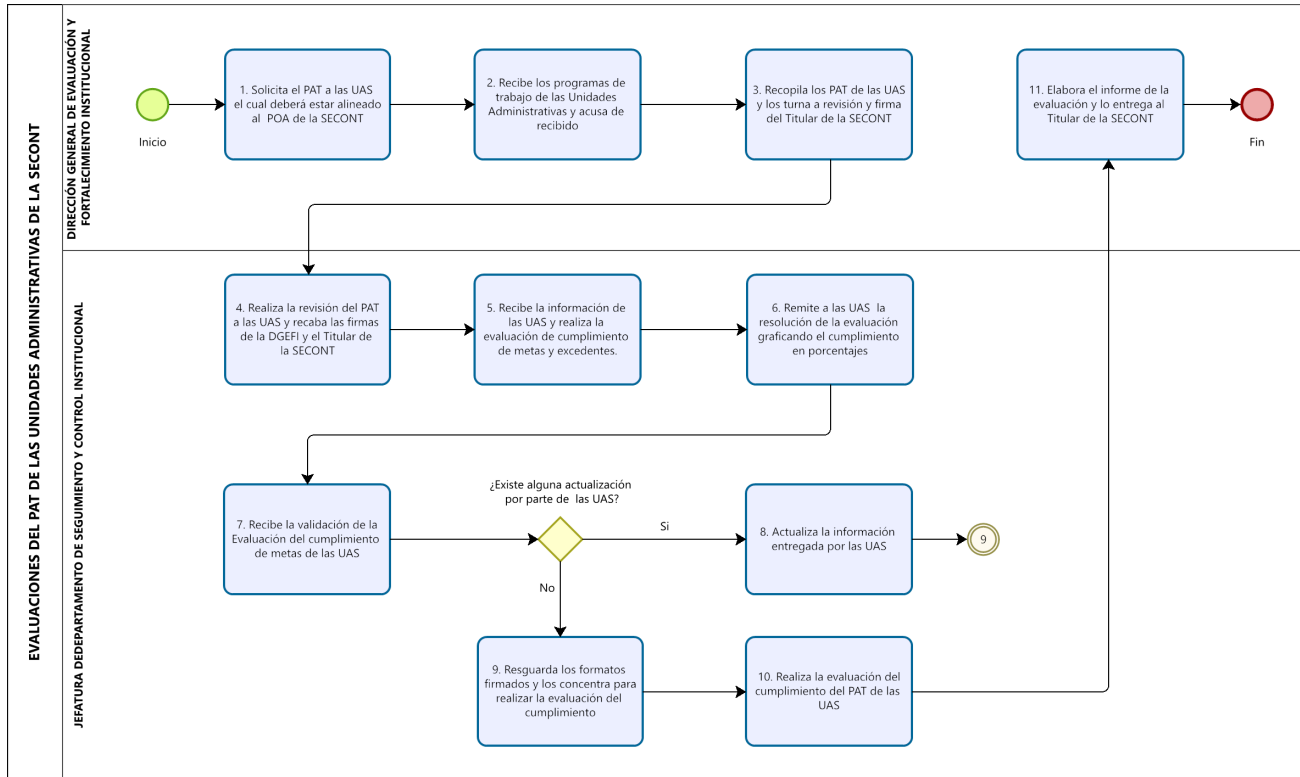 EVALUACIONES DEL PAT DE LAS UNIDADES ADMINISTRATIVAS DE LA SECONT
DIRECCIÓN GENERAL DE EVALUACIÓN Y
FORTALECIMIENTO INSTITUCIONAL
Inicio
1. Solicita el PAT a las UAS
el cual deberá estar alineado
al POA de la SECONT
2. Recibe los programas de
trabajo de las Unidades
Administrativas y acusa de
recibido
3. Recopila los PAT de las UAS
y los turna a revisión y firma
del Titular de la SECONT
11. Elabora el informe de la
evaluación y lo entrega al
Titular de la SECONT
Fin
JEFATURA DEDEPARTAMENTO DE SEGUIMIENTO Y CONTROL INSTITUCIONAL
4. Realiza la revisión del PAT
a las UAS y recaba las firmas
de la DGEFI y el Titular de
la SECONT
5. Recibe la información de
las UAS y realiza la
evaluación de cumplimiento
de metas y excedentes.
6. Remite a las UAS la
resolución de la evaluación
graficando el cumplimiento
en porcentajes
7. Recibe la validación de la
Evaluación del cumplimiento
de metas de las UAS
¿Existe alguna actualización
por parte de las UAS?
Si
No
8. Actualiza la información
entregada por las UAS
9
9. Resguarda los formatos
firmados y los concentra para
realizar la evaluación del
cumplimiento
10. Realiza la evaluación del
cumplimiento del PAT de las
UAS